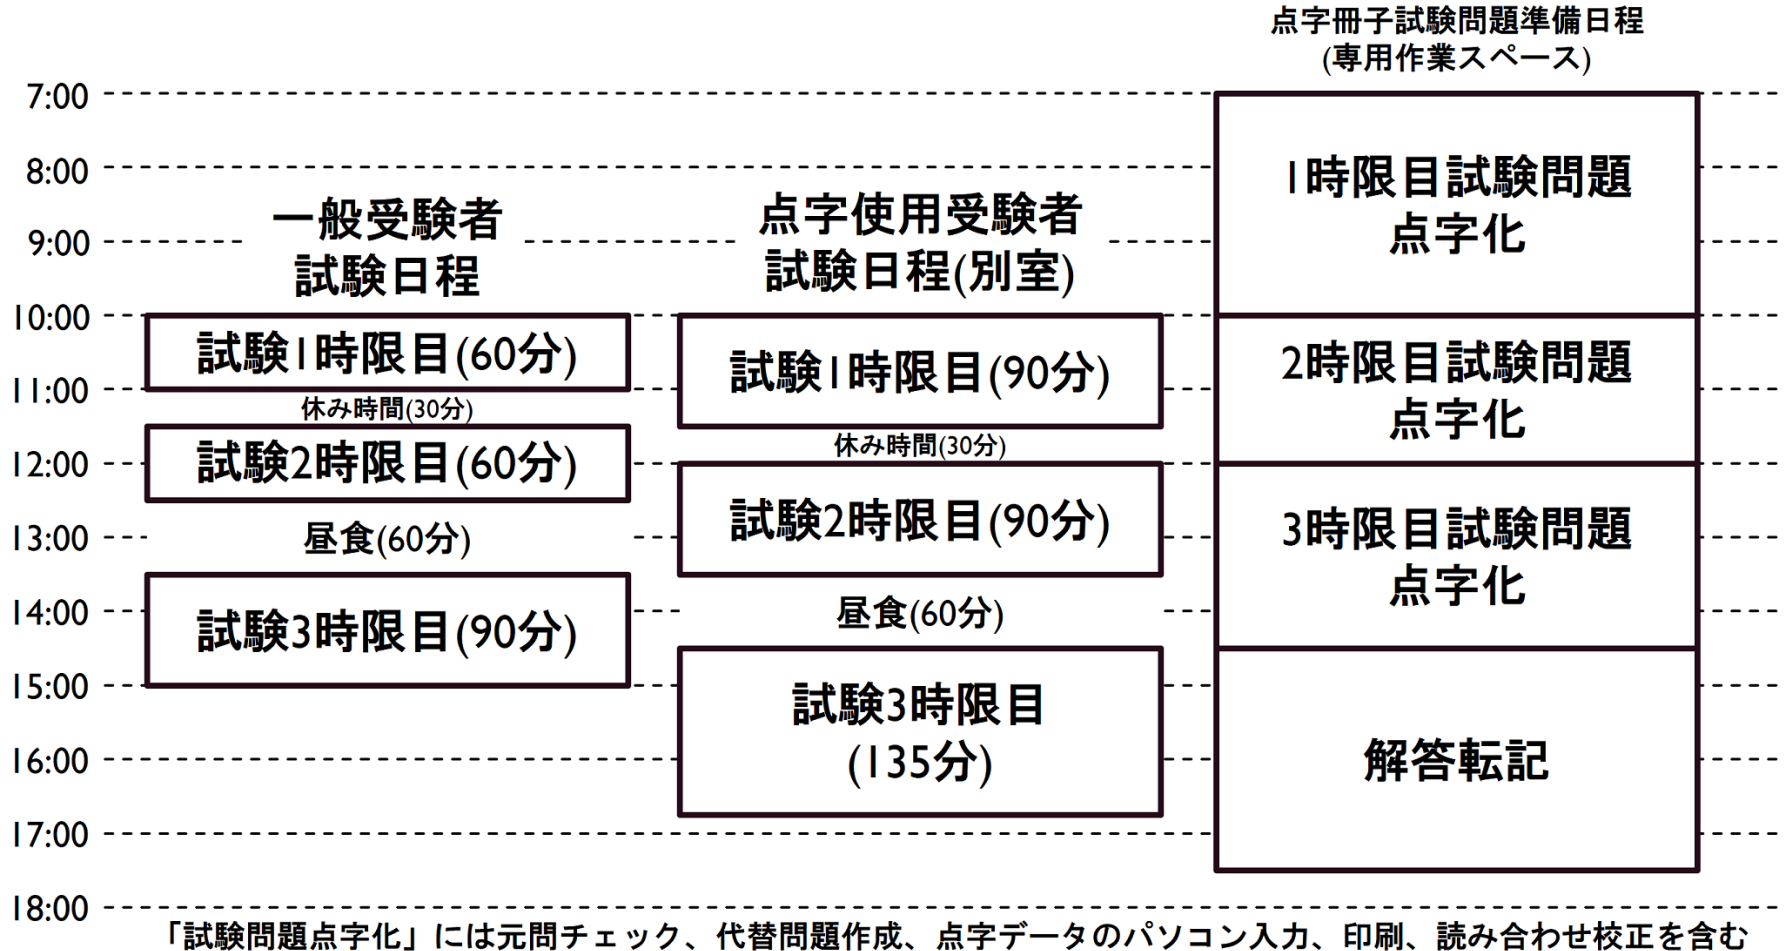 点字冊子試験問題準備日程
(専用作業スペース)
7:00
8:00
9:00
10:00
11:00
12:00
13:00
14:00
15:00
16:00
17:00
18:00
一般受験者
試験日程
試験1時限目(60分)
休み時間(30分)
試験2時限目(60分)
昼食(60分)
試験3時限目(90分)
点字使用受験者
試験日程(別室)
試験1時限目(90分)
休み時間(30分)
試験2時限目(90分)
昼食(60分)
試験3時限目
(135分)
1時限目試験問題
点字化
2時限目試験問題
点字化
3時限目試験問題
点字化
解答転記
「試験問題点字化」には元問チェック、代替問題作成、点字データのパソコン入力、印刷、読み合わせ校正を含む